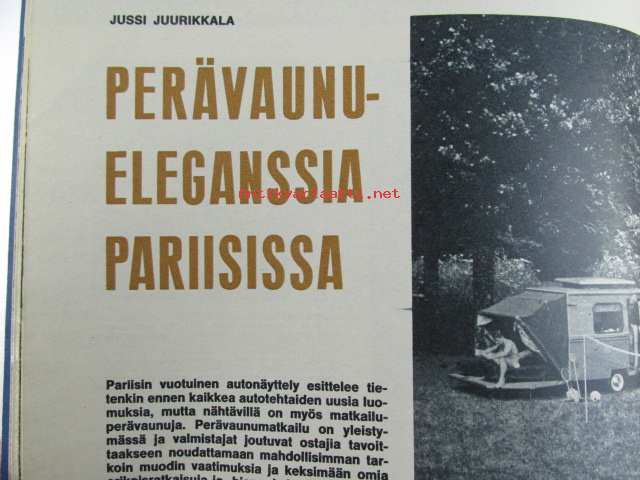 JUSSI JUURIKKALA
PERÄVAUNU-
ELEGANSSIA
antikvariaatti.net
PARIISISSA
Pariisin vuotuinen autonäyttely esittelee tie-
tenkin ennen kaikkea autotehtaiden uusia luo-
muksia, mutta nähtävillä on myös matkailu-
perävaunuja. Perävaunumatkailu on yleisty-
mässä ja valmistajat joutuvat ostajia tavoit-
taakseen noudattamaan mahdollisimman tar-
koin muodin vaatimuksia ja keksimään omia